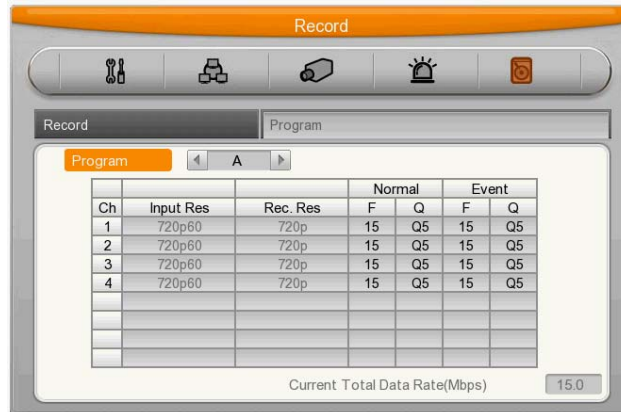 Record
Record Program
Program A
Normal Event
Ch Input Res Rec. Res F Q F Q
1 720p60 720p 15 Q5 15 Q5
2 720p60 720p 15 Q5 15 Q5
3 720p60 720p 15 Q5 15 Q5
4 720p60 720p 15 Q5 15 Q5
Current Total Data Rate(Mbps) 15.0